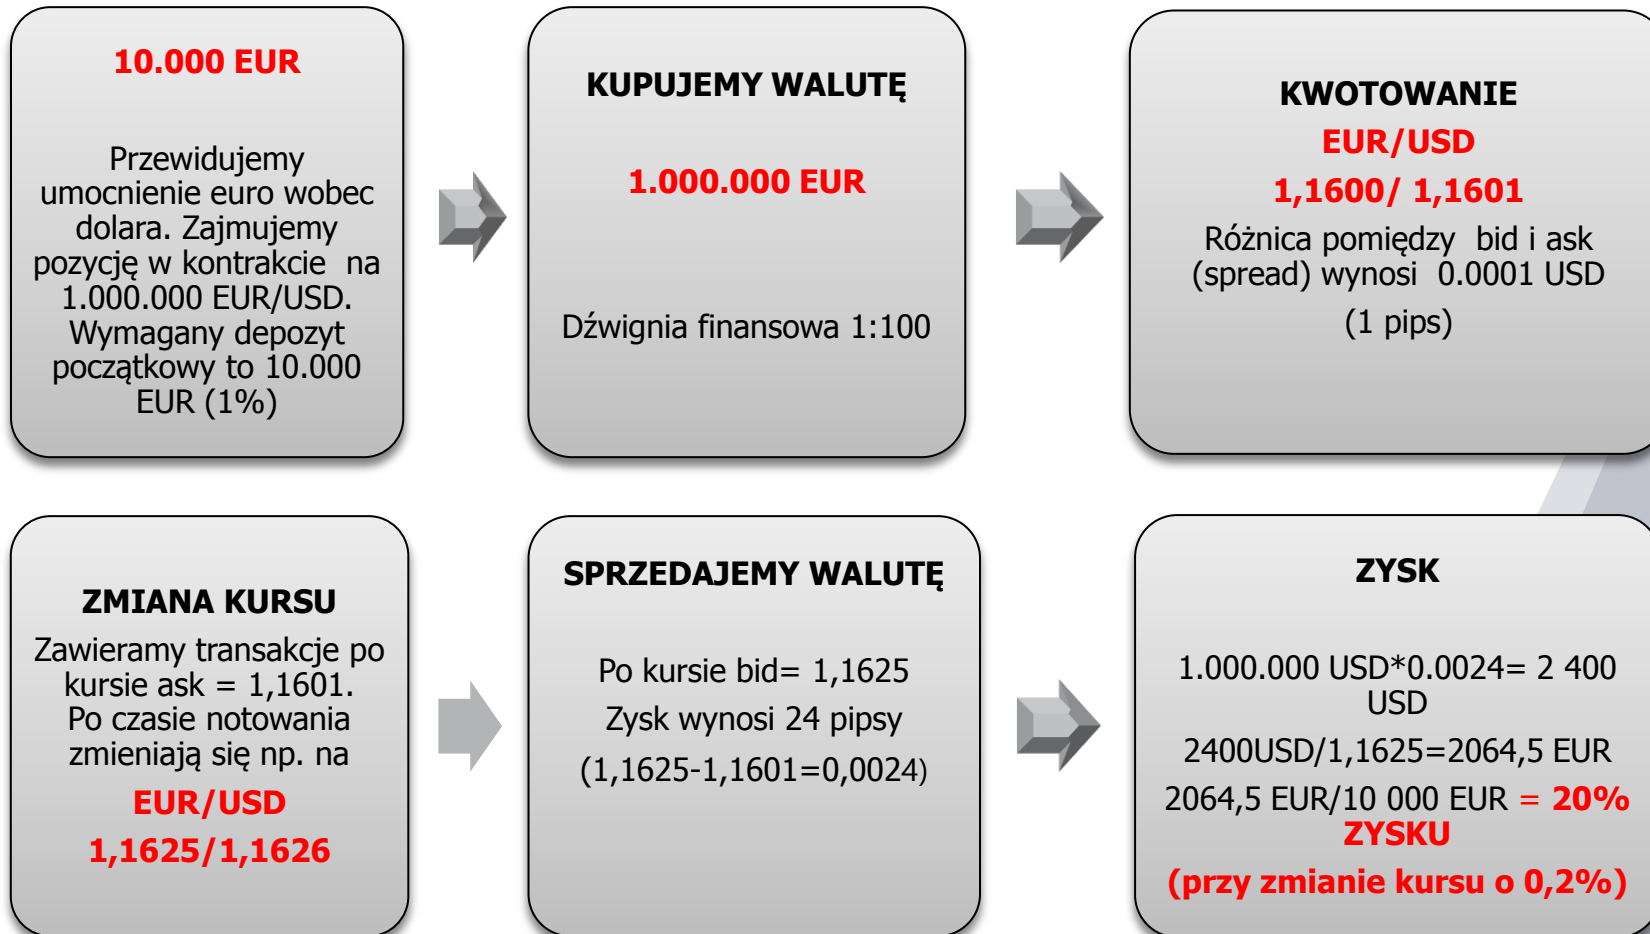 10.000 EUR
Przewidujemy
umocnienie euro wobec
dolara. Zajmujemy
pozycję w kontrakcie na
1.000.000 EUR/USD.
Wymagany depozyt
początkowy to 10.000
EUR (1%)
KUPUJEMY WALUTĘ
1.000.000 EUR
Dźwignia finansowa 1:100
KWOTOWANIE
EUR/USD
1,1600/ 1,1601
Różnica pomiędzy bid i ask
(spread) wynosi 0.0001 USD
(1 pips)
ZMIANA KURSU
Zawieramy transakcje po
kursie ask = 1,1601.
Po czasie notowania
zmieniają się np. na
EUR/USD
1,1625/1,1626
SPRZEDAJEMY WALUTĘ
Po kursie bid= 1,1625
Zysk wynosi 24 pipsy
(1,1625-1,1601=0,0024)
ZYSK
1.000.000 USD*0.0024= 2 400
USD
2400USD/1,1625=2064,5 EUR
2064,5 EUR/10 000 EUR = 20%
ZYSKU
(przy zmianie kursu o 0,2%)